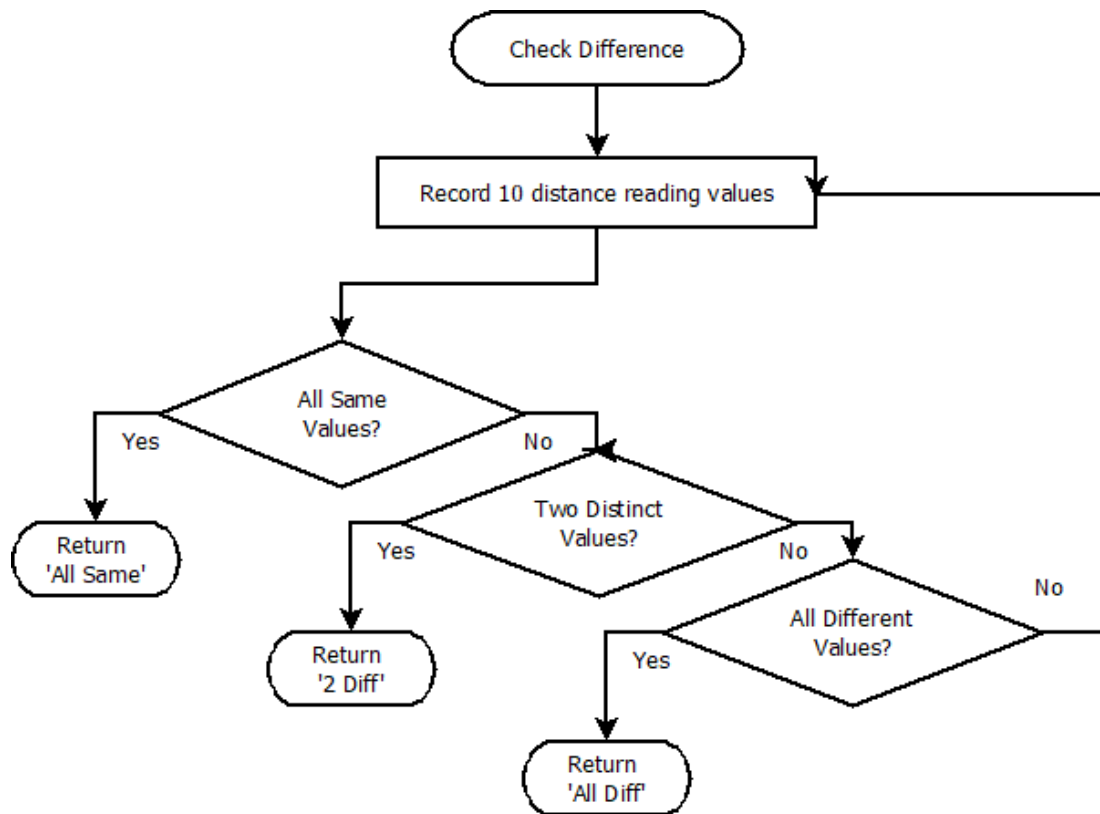 Check Difference
Record 10 distance reading values
All Same
Values?
Yes
No
Return
'All Same'
Two Distinct
Values?
Yes
No
Return
'2 Diff'
All Different
Values?
Yes
No
Return
'All Diff'